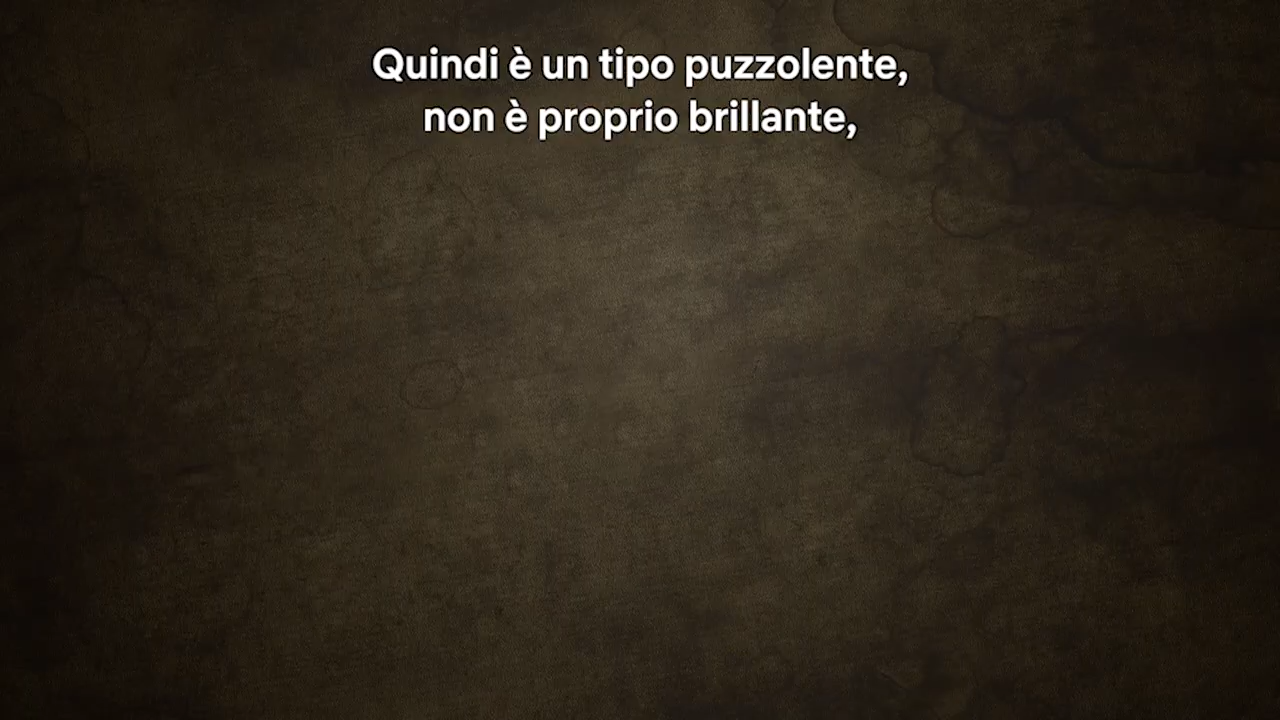 Quindi è un tipo puzzolente,
non è proprio brillante,